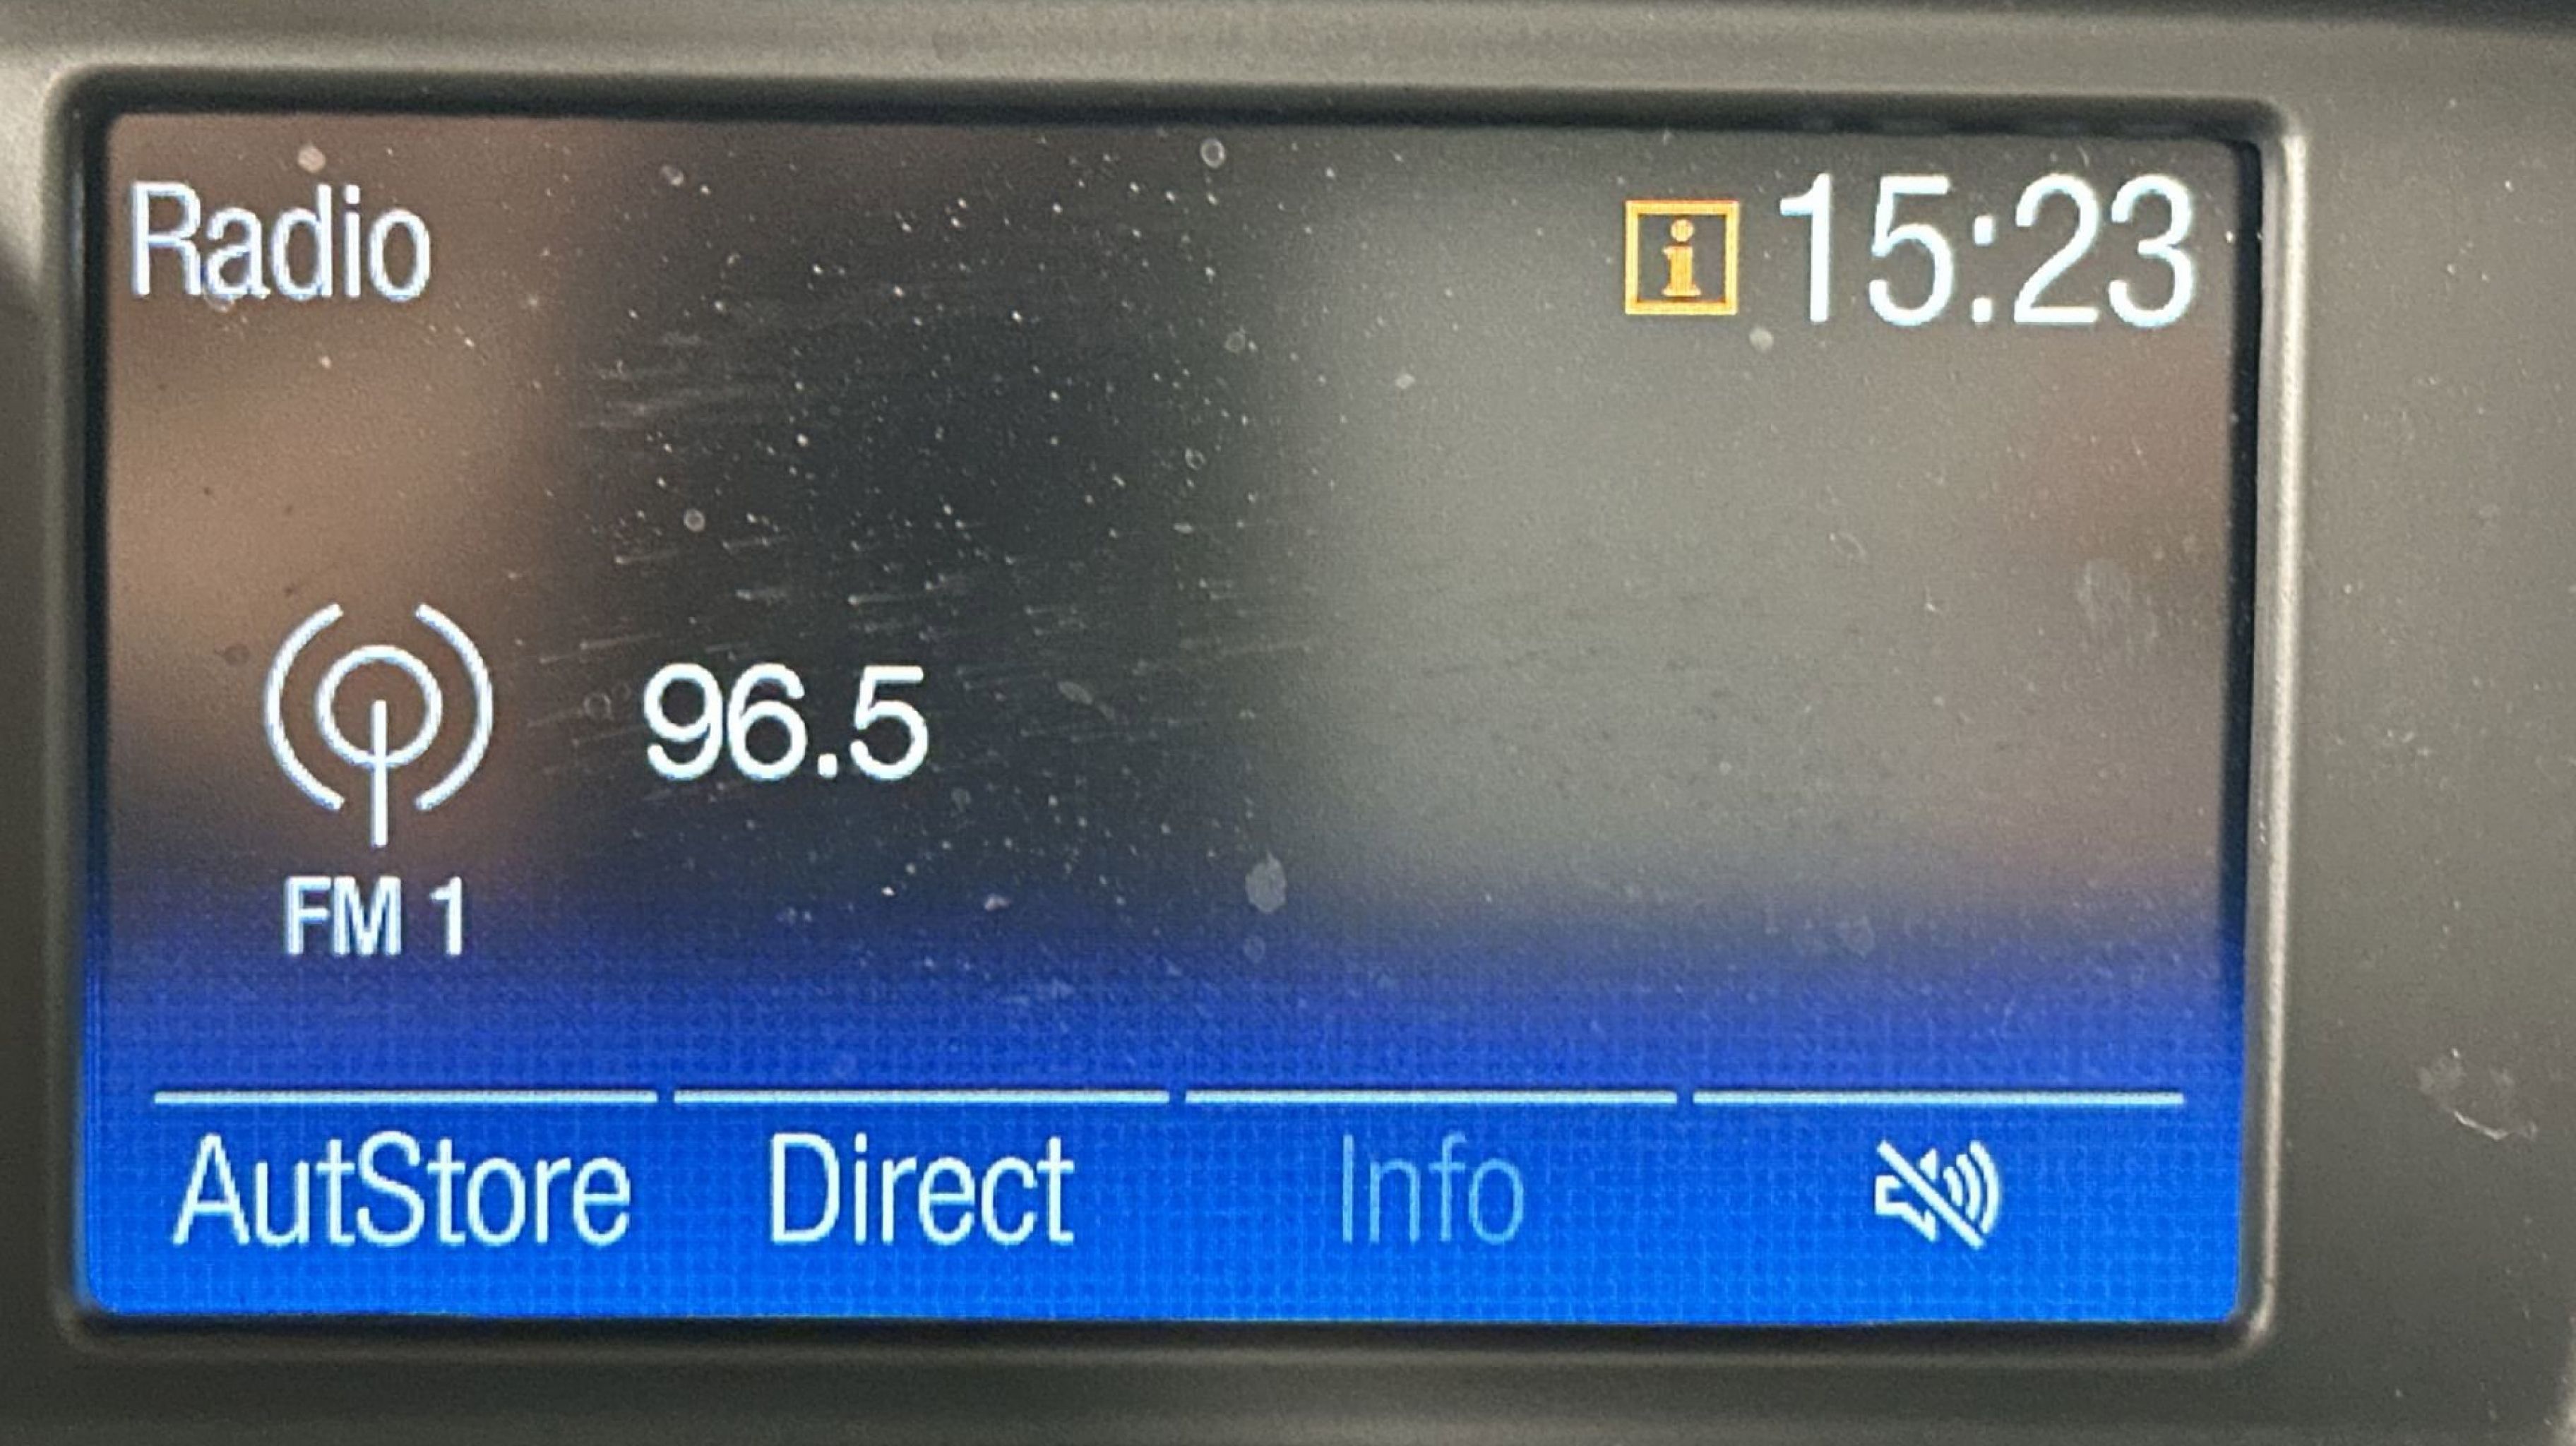 Radio
i 15:23
96.5
FM 1
AutStore Direct Info